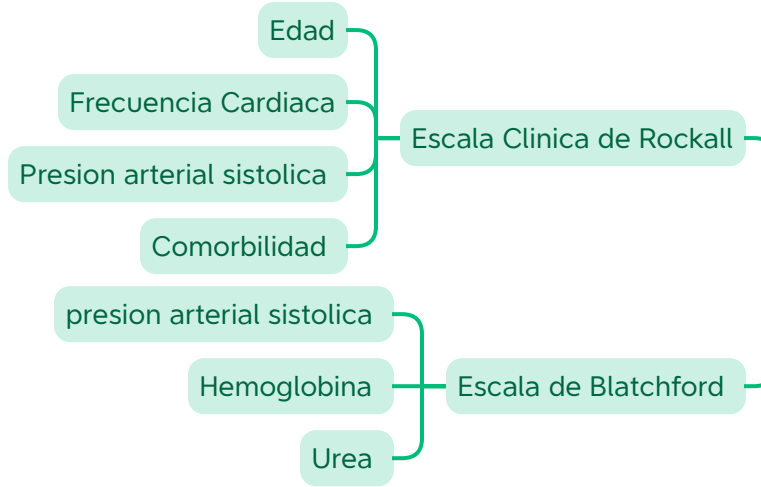 Edad
Frecuencia Cardiaca
Escala Clinica de Rockall
Presion arterial sistolica
Comorbilidad
presion arterial sistolica
Hemoglobina
Escala de Blatchford
Urea